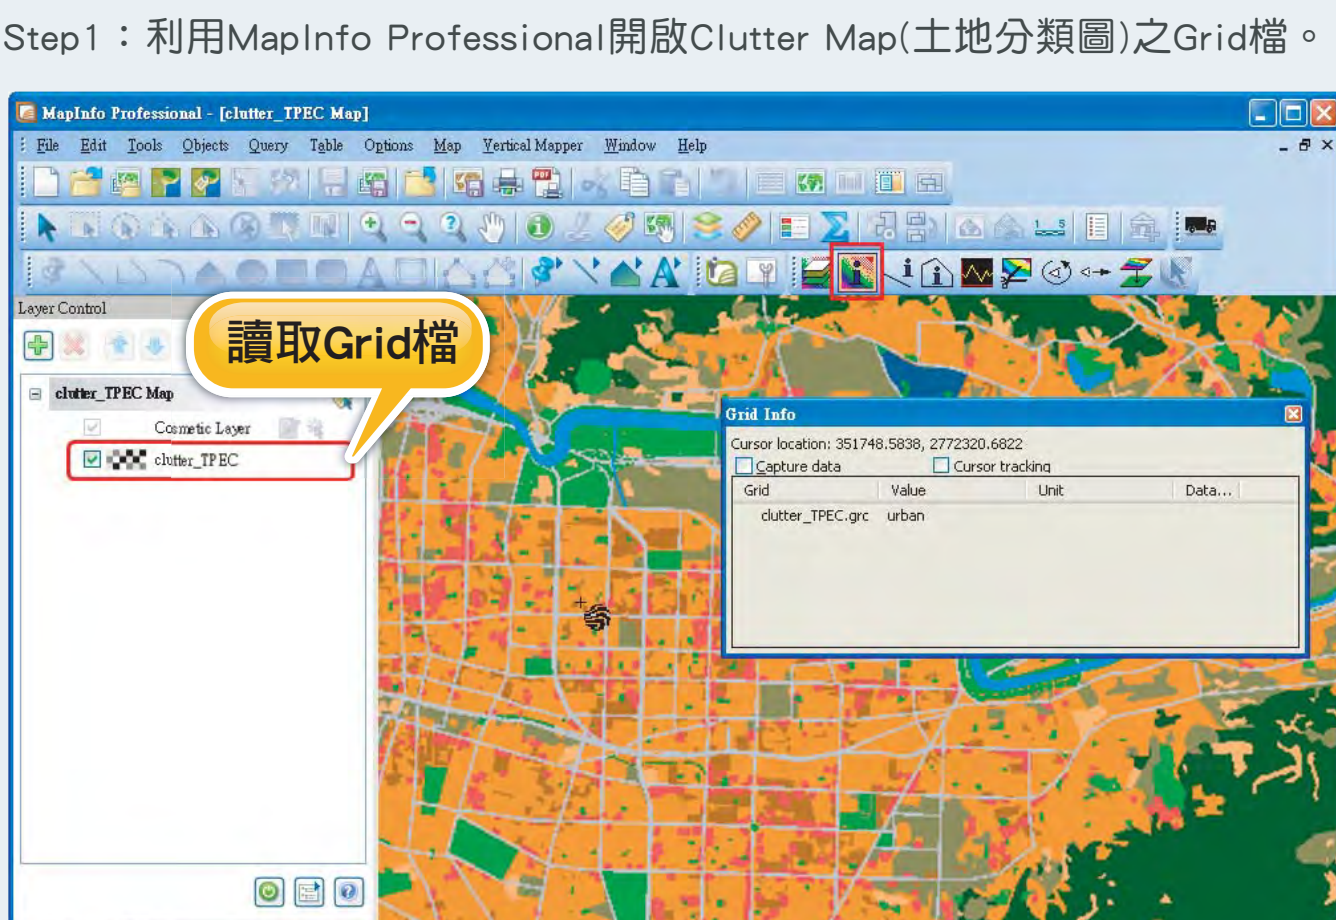 Step1：利用MapInfo Professional開啟Clutter Map(土地分類圖)之Grid檔。
MapInfo Professional - [clutter_TPEC Map]
File Edit Tools Objects Query Table Options Map Vertical Mapper Window Help
Layer Control
讀取Grid檔
clutter_TPEC Map
Cosmetic Layer
clutter_TPEC
Grid Info
Cursor location: 351748.5838, 2772320.6822
Capture data Cursor tracking
Grid Value Unit Data...
clutter_TPEC.grc urban